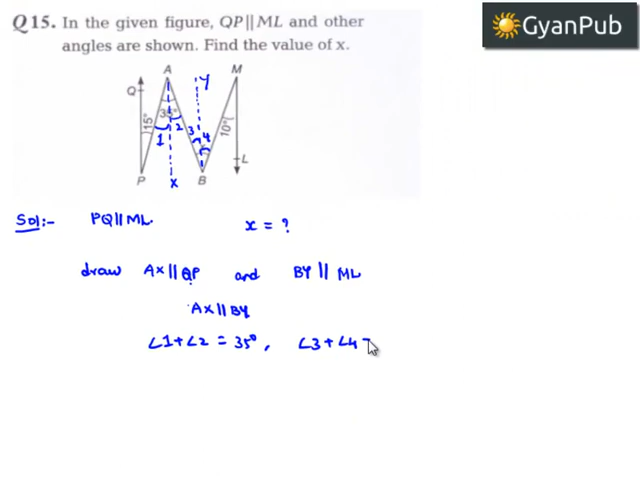 Q15. In the given figure, QP||ML and other
angles are shown. Find the value of x.
GyanPub
A
M
Y
Q
35°
15°
1
2
3
4
10°
L
P
X
B
Sol:- PQ||ML x = ?
draw AX||QP and BY || ML
AX||BY
∠1+∠2 = 35°, ∠3+∠4